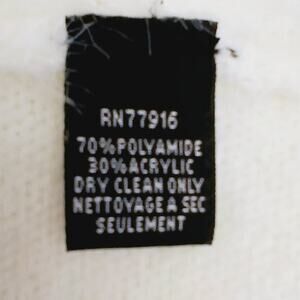 RN77916
70%POLYAMIDE
30%ACRYLIC
DRY CLEAN ONLY
NETTOYAGE A SEC
SEULEMENT